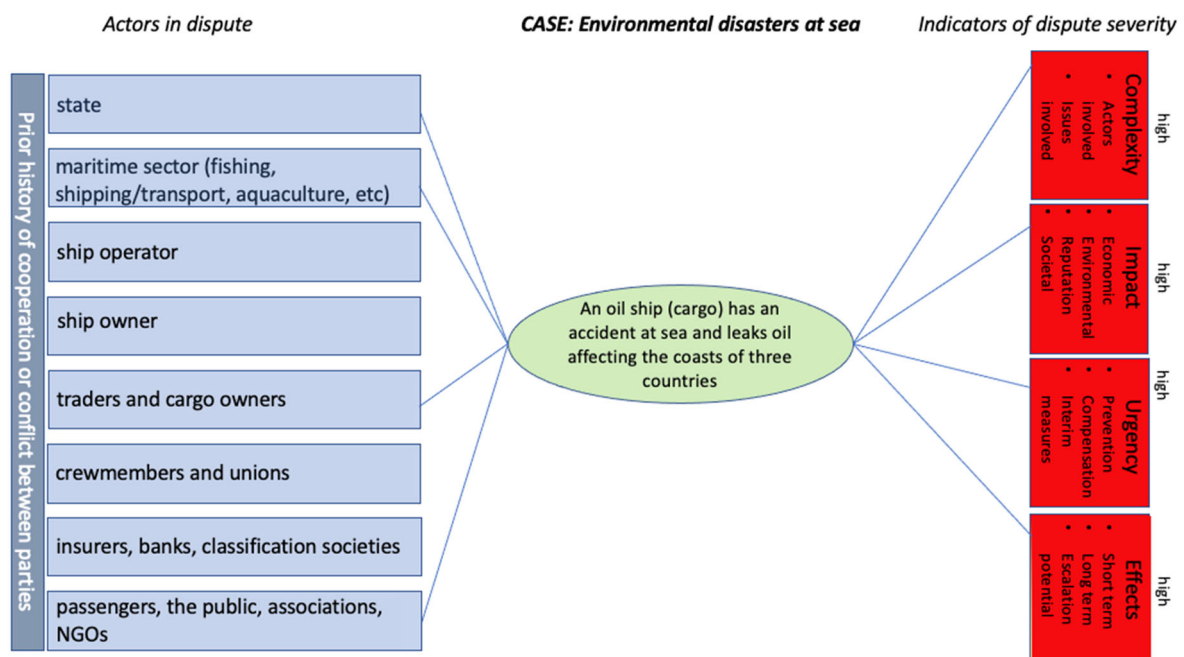 Actors in dispute
CASE: Environmental disasters at sea
Indicators of dispute severity
Prior history of cooperation or conflict between parties
state
maritime sector (fishing,
shipping/transport, aquaculture, etc)
ship operator
ship owner
traders and cargo owners
crewmembers and unions
insurers, banks, classification societies
passengers, the public, associations,
NGOs
An oil ship (cargo) has an
accident at sea and leaks oil
affecting the coasts of three
countries
high
Complexity
• Actors
involved
• Issues
involved
high
Impact
• Economic
• Environmental
• Reputation
• Societal
high
Urgency
• Prevention
• Compensation
• Interim
measures
high
Effects
• Short term
• Long term
• Escalation
potential